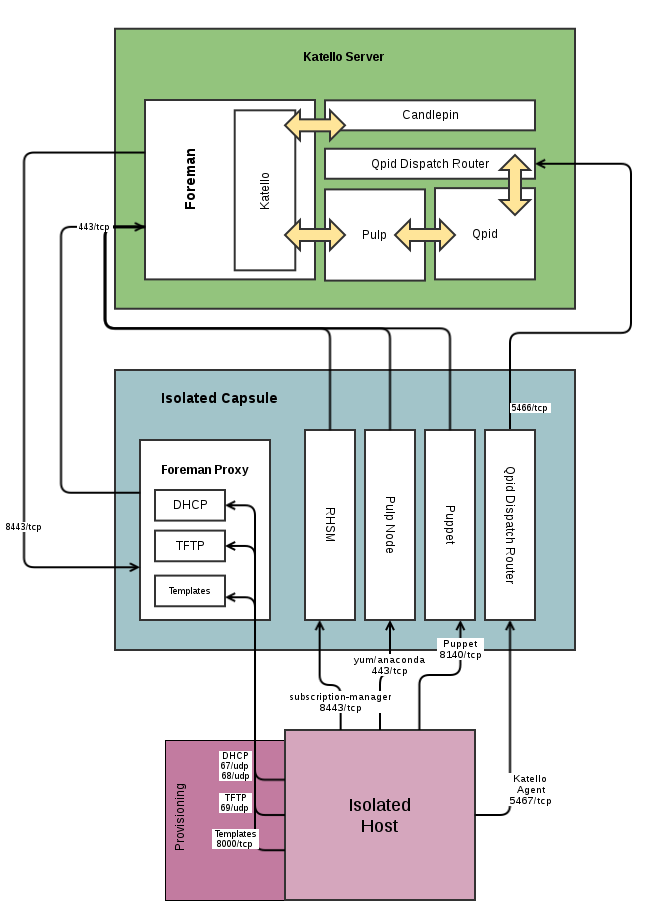 Katello Server
Foreman
Katello
Candlepin
Qpid Dispatch Router
Pulp
Qpid
443/tcp
Isolated Capsule
5466/tcp
Foreman Proxy
DHCP
TFTP
Templates
RHSM
Pulp Node
Puppet
Qpid Dispatch Router
8443/tcp
Puppet
8140/tcp
yum/anaconda
443/tcp
subscription-manager
8443/tcp
DHCP
67/udp
68/udp
TFTP
69/udp
Templates
8000/tcp
Provisioning
Isolated
Host
Katello
Agent
5467/tcp